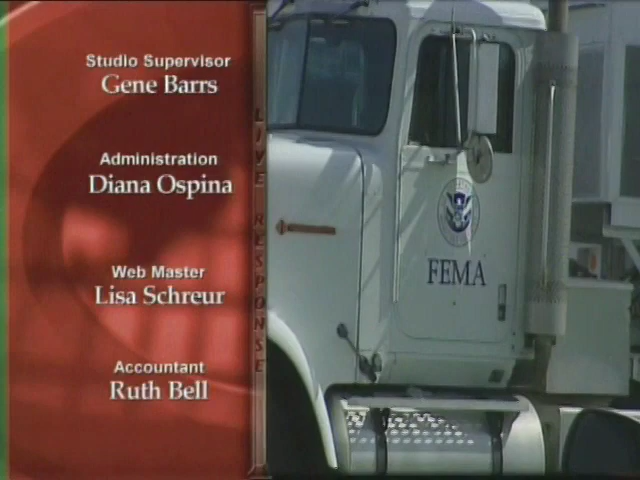 Studio Supervisor
Gene Barrs
Administration
Diana Ospina
Web Master
Lisa Schreur
Accountant
Ruth Bell
LIVE RESPONSE
FEMA